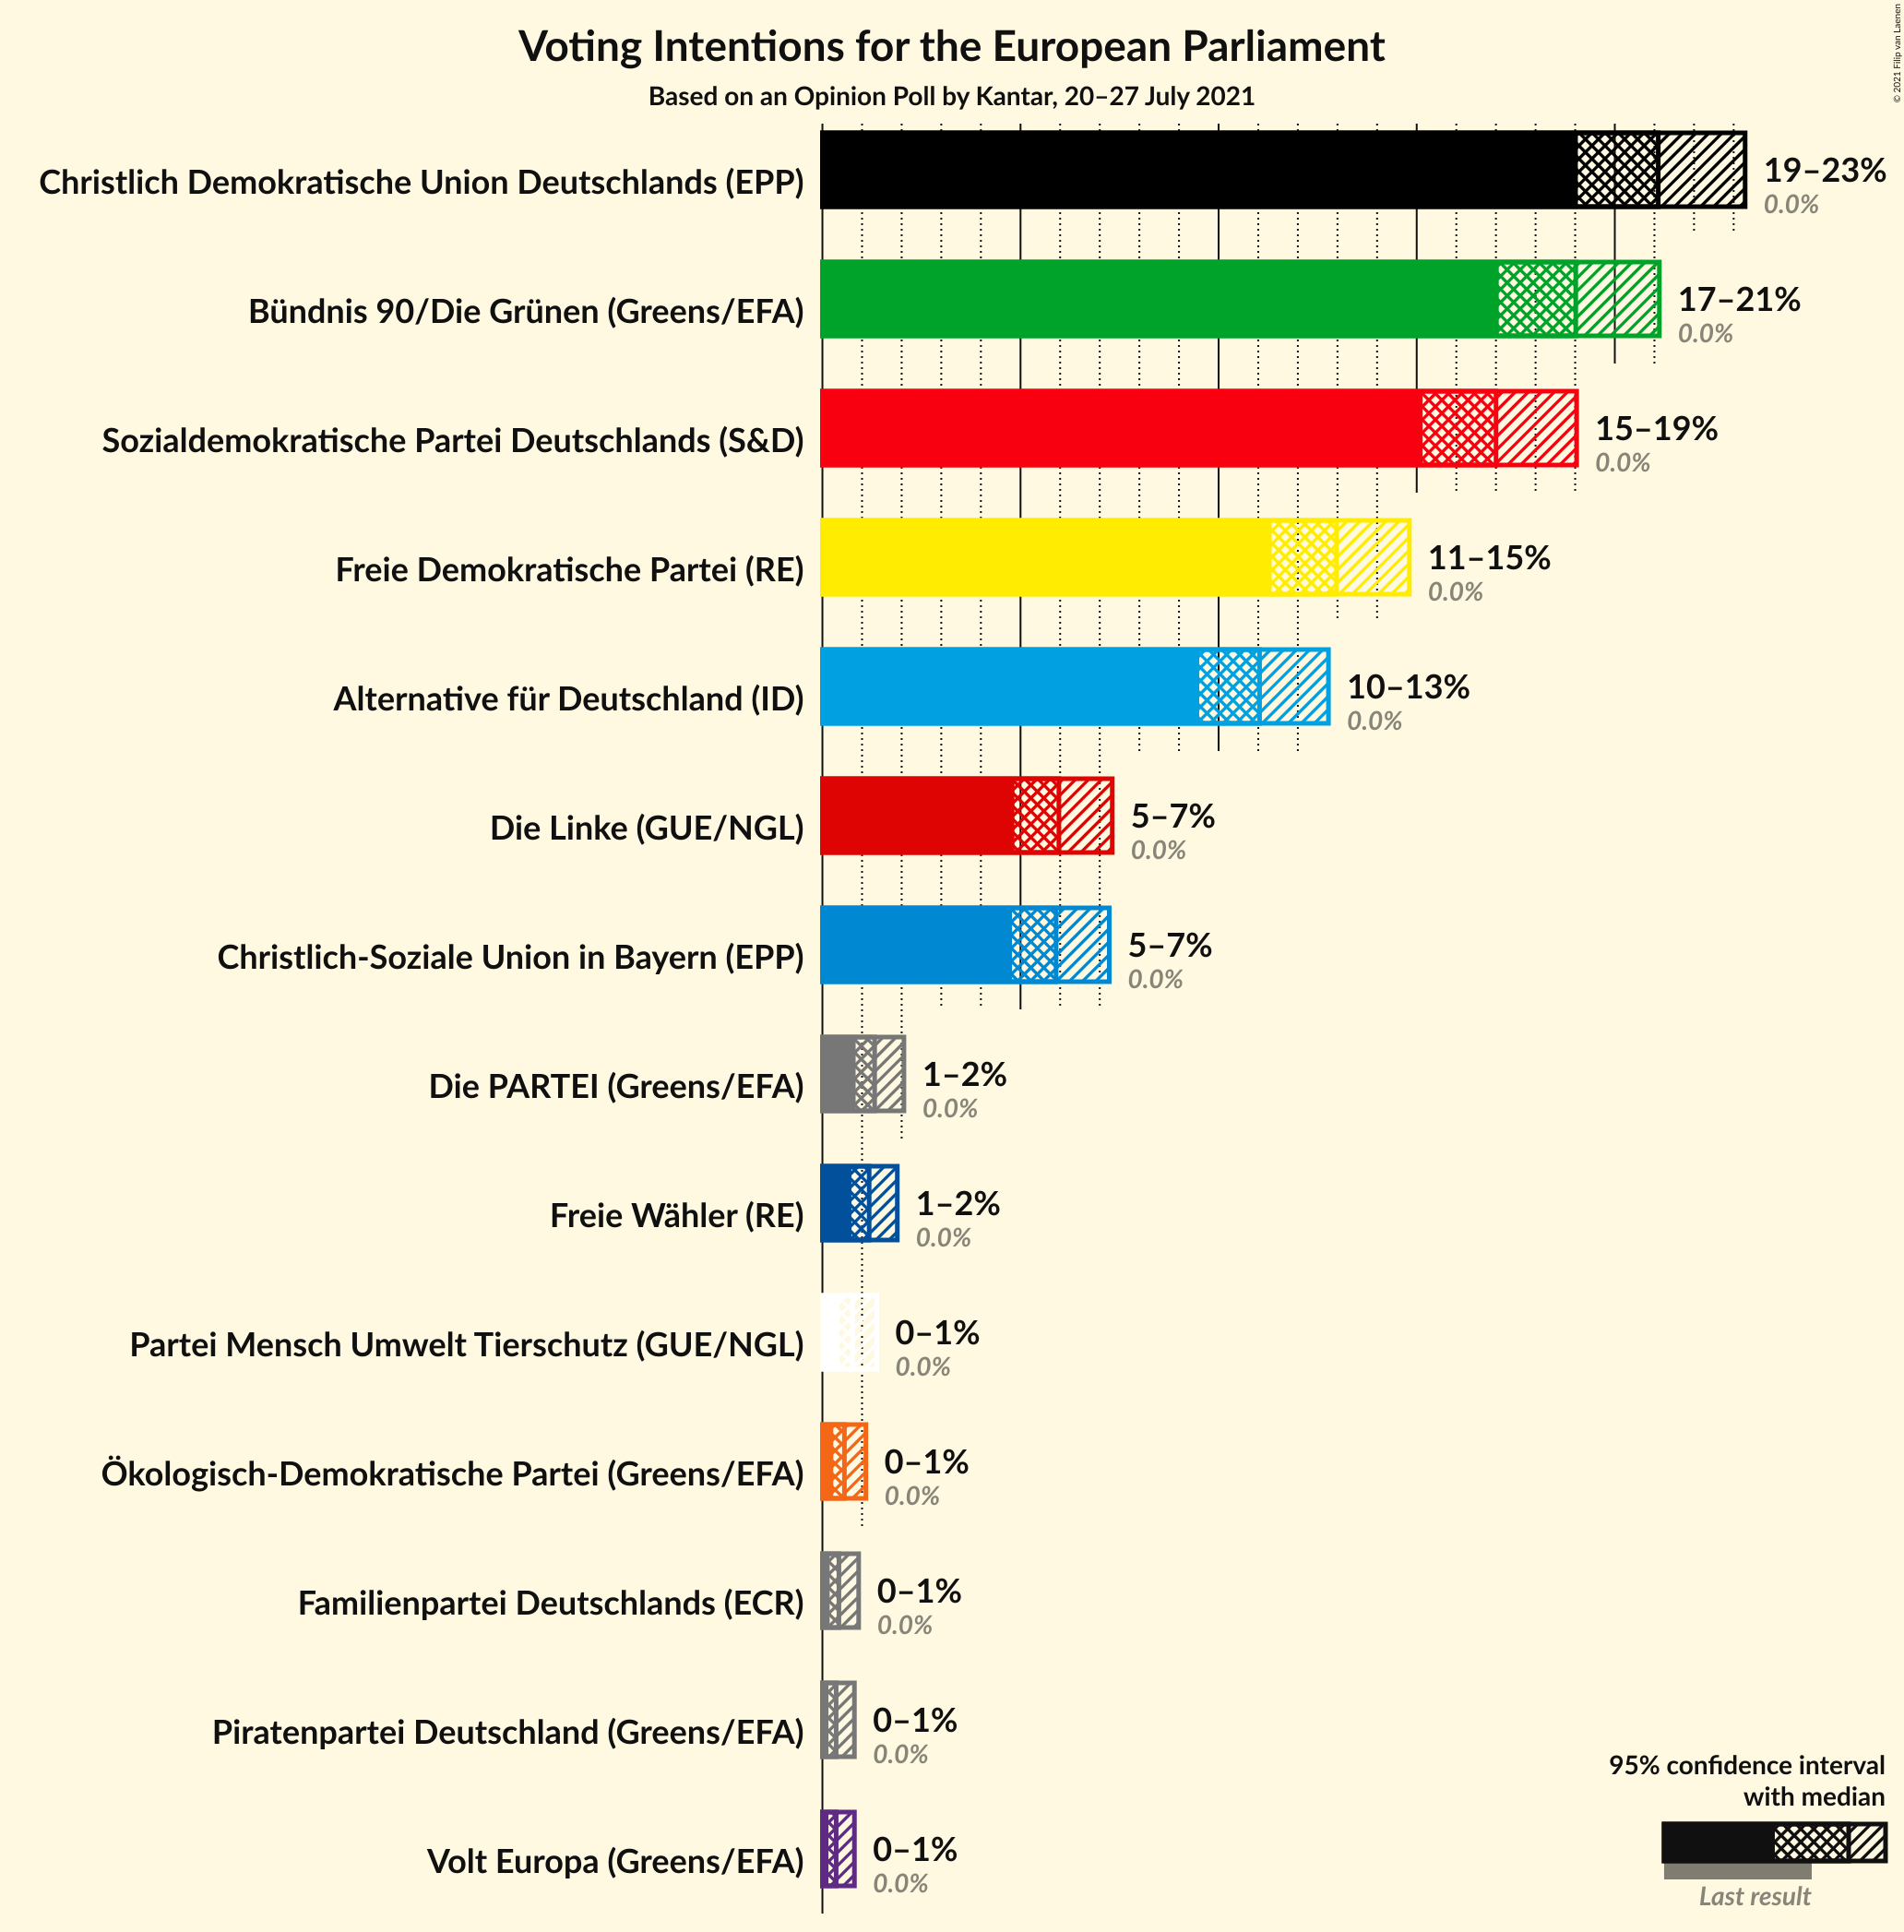 Voting Intentions for the European Parliament
Based on an Opinion Poll by Kantar, 20–27 July 2021
© 2021 Filip van Laenen
Christlich Demokratische Union Deutschlands (EPP)
19–23%
0.0%
Bündnis 90/Die Grünen (Greens/EFA)
17–21%
0.0%
Sozialdemokratische Partei Deutschlands (S&D)
15–19%
0.0%
Freie Demokratische Partei (RE)
11–15%
0.0%
Alternative für Deutschland (ID)
10–13%
0.0%
Die Linke (GUE/NGL)
5–7%
0.0%
Christlich-Soziale Union in Bayern (EPP)
5–7%
0.0%
Die PARTEI (Greens/EFA)
1–2%
0.0%
Freie Wähler (RE)
1–2%
0.0%
Partei Mensch Umwelt Tierschutz (GUE/NGL)
0–1%
0.0%
Ökologisch-Demokratische Partei (Greens/EFA)
0–1%
0.0%
Familienpartei Deutschlands (ECR)
0–1%
0.0%
Piratenpartei Deutschland (Greens/EFA)
0–1%
0.0%
Volt Europa (Greens/EFA)
0–1%
0.0%
95% confidence interval
with median
Last result